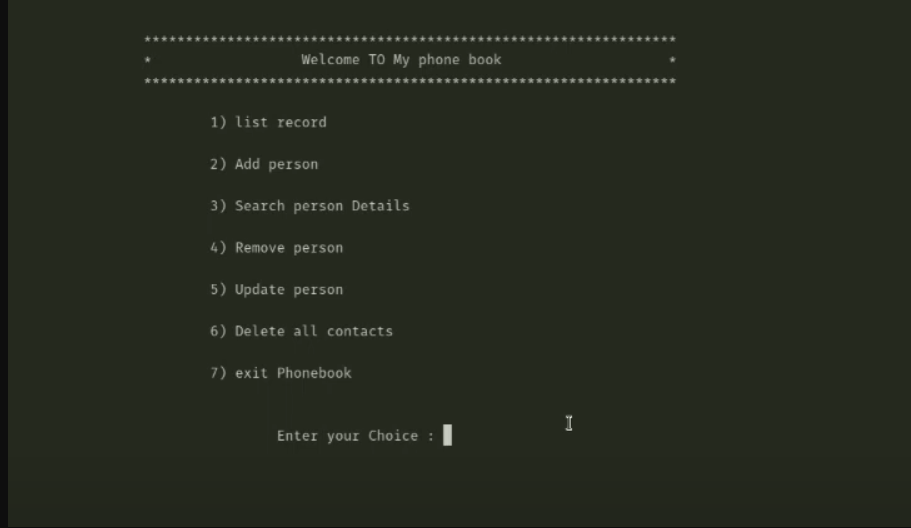 ****************************************************************
* Welcome TO My phone book *
****************************************************************
1) list record
2) Add person
3) Search person Details
4) Remove person
5) Update person
6) Delete all contacts
7) exit Phonebook
Enter your Choice :